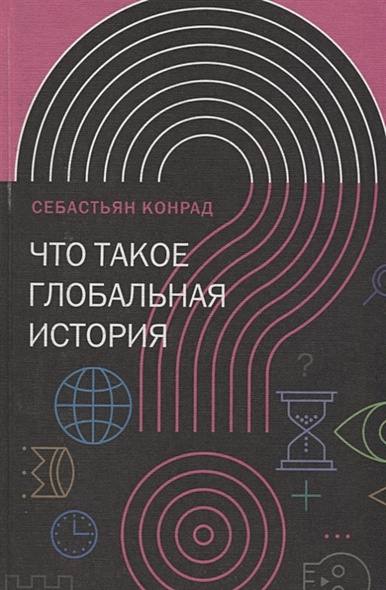 СЕБАСТЬЯН КОНРАД
ЧТО ТАКОЕ
ГЛОБАЛЬНАЯ
ИСТОРИЯ
?